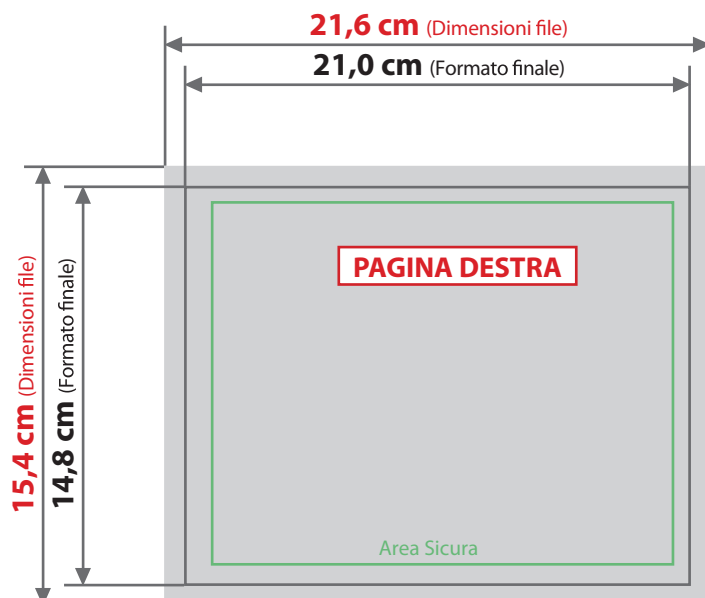 21,6 cm (Dimensioni file)
21,0 cm (Formato finale)
15,4 cm (Dimensioni file)
14,8 cm (Formato finale)
PAGINA DESTRA
Area Sicura